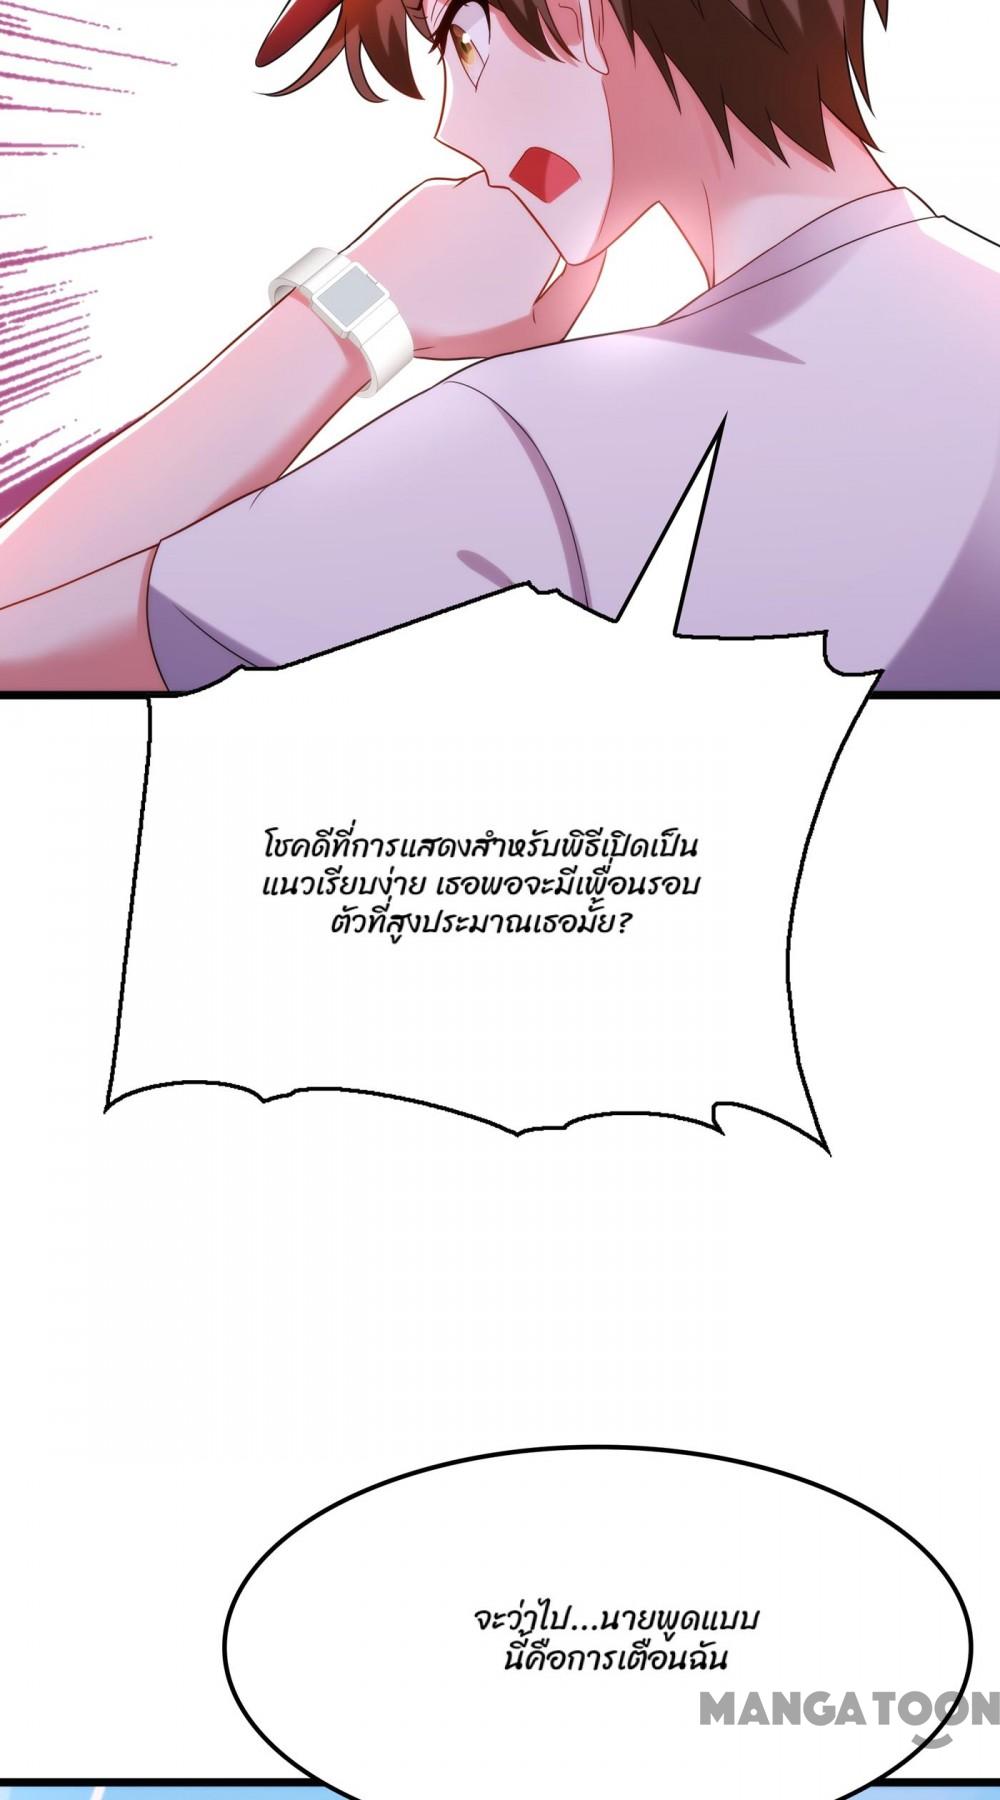 โชคดีที่การแสดงสำหรับพิธีเปิดเป็น
แนวเรียบง่าย เธอพอจะมีเพื่อนรอบ
ตัวที่สูงประมาณเธอมั้ย?
จะว่าไป...นายพูดแบบ
นี้คือการเตือนฉัน
MANGATOON